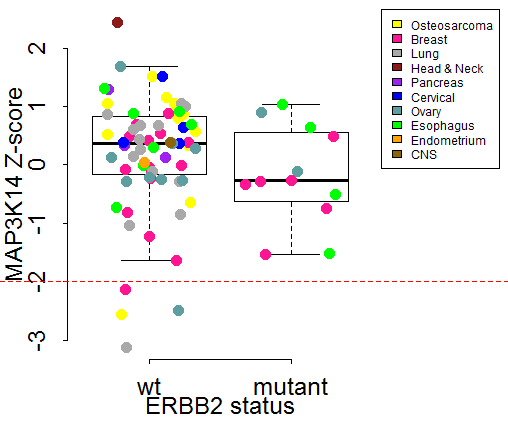 MAP3K14 Z-score
2
1
0
-1
-2
-3
Osteosarcoma
Breast
Lung
Head & Neck
Pancreas
Cervical
Ovary
Esophagus
Endometrium
CNS
wt mutant
ERBB2 status